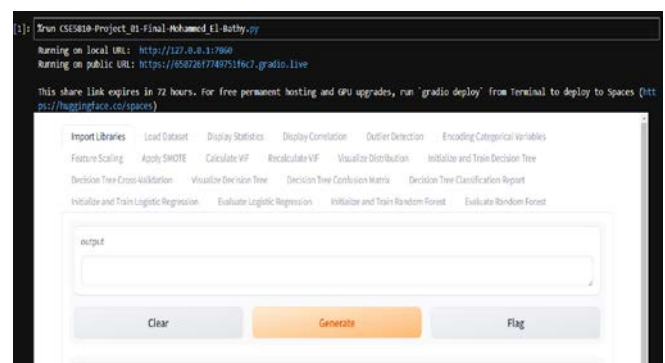 [1]: %run CSE5810-Project_01-Final-Mohammed_El-Bathy.py
Running on local URL: http://127.0.0.1:7860
Running on public URL: https://658726f7749751f6c7.gradio.live
This share link expires in 72 hours. For free permanent hosting and GPU upgrades, run `gradio deploy` from Terminal to deploy to Spaces (htt
ps://huggingface.co/spaces)
Import Libraries Load Dataset Display Statistics Display Correlation Outlier Detection Encoding Categorical Variables
Feature Scaling Apply SMOTE Calculate VIF Recalculate VIF Visualize Distribution Initialize and Train Decision Tree
Decision Tree Cross-Validation Visualize Decision Tree Decision Tree Confusion Matrix Decision Tree Classification Report
Initialize and Train Logistic Regression Evaluate Logistic Regression Initialize and Train Random Forest Evaluate Random Forest
output
Clear Generate Flag